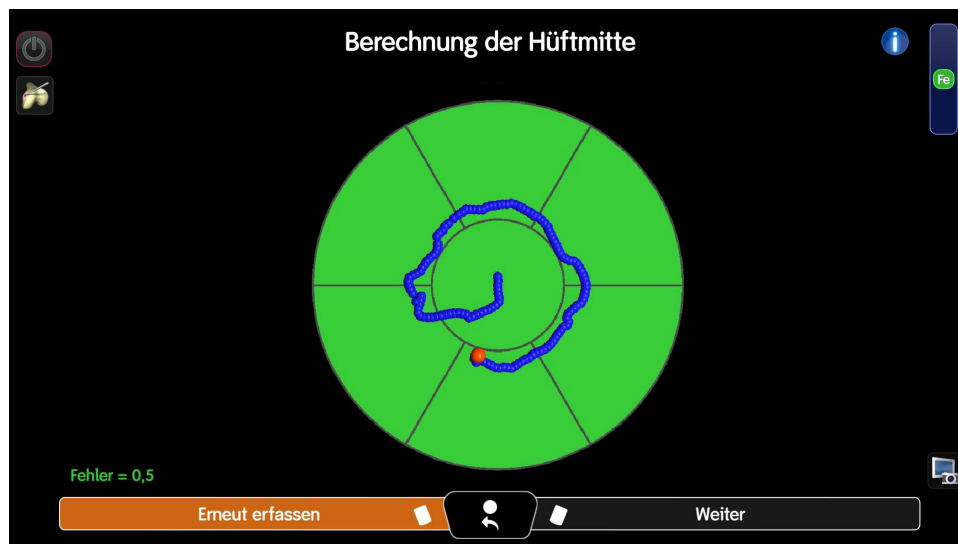 Berechnung der Hüftmitte
i
Fe
Fehler = 0,5
Erneut erfassen
Weiter